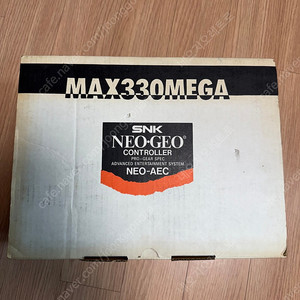 MAX330MEGA
SNK
NEO·GEO®
CONTROLLER
PRO-GEAR SPEC
ADVANCED ENTERTAINMENT SYSTEM
NEO-AEC